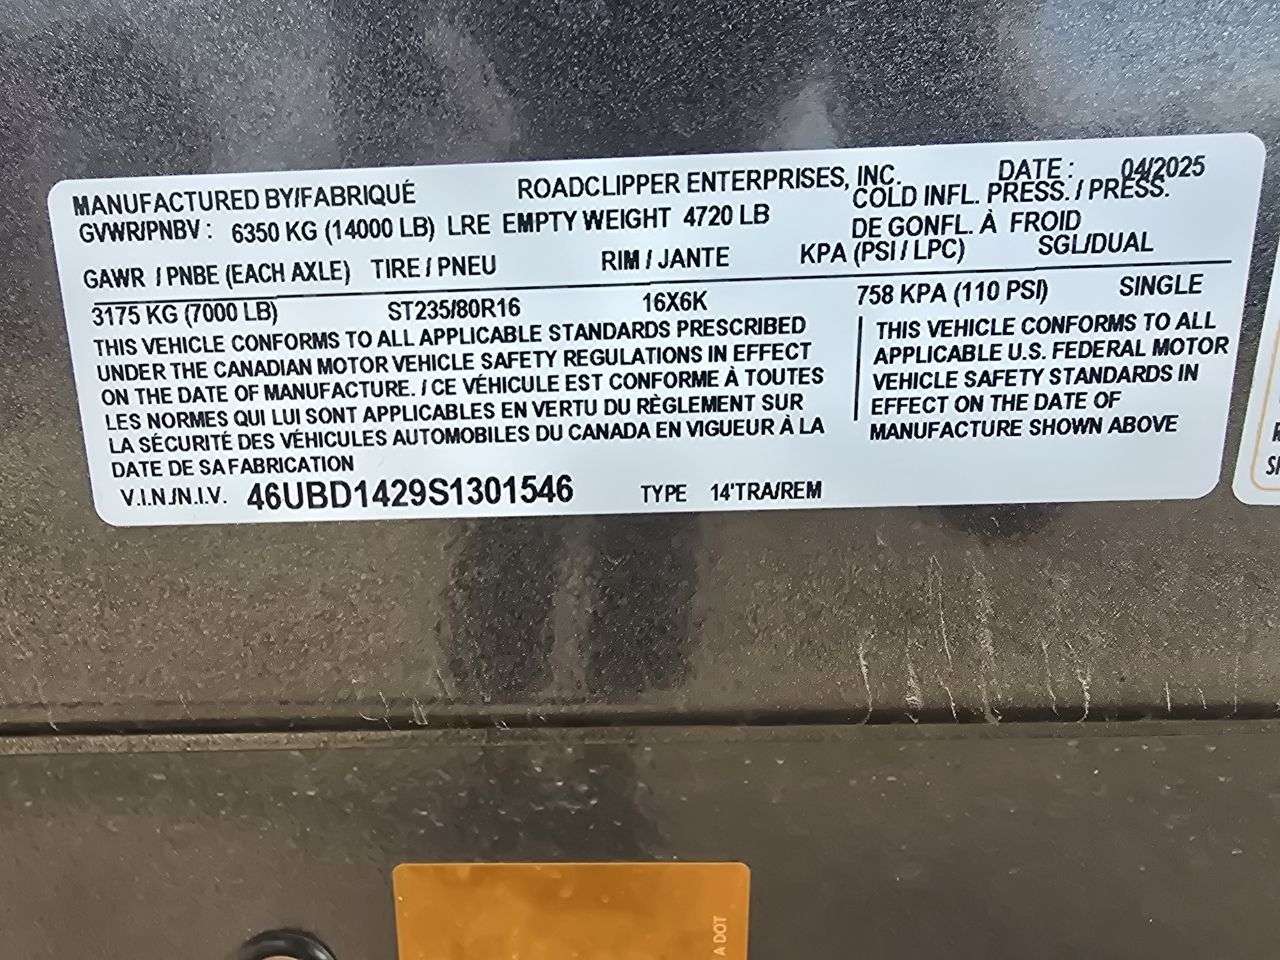 MANUFACTURED BY/FABRIQUÉ ROADCLIPPER ENTERPRISES, INC. DATE : 04/2025
GVWR/PNBV : 6350 KG (14000 LB) LRE EMPTY WEIGHT 4720 LB
COLD INFL. PRESS. / PRESS.
DE GONFL. À FROID
GAWR / PNBE (EACH AXLE) TIRE / PNEU RIM / JANTE KPA (PSI / LPC) SGL/DUAL
3175 KG (7000 LB) ST235/80R16 16X6K 758 KPA (110 PSI) SINGLE
THIS VEHICLE CONFORMS TO ALL APPLICABLE STANDARDS PRESCRIBED
UNDER THE CANADIAN MOTOR VEHICLE SAFETY REGULATIONS IN EFFECT
ON THE DATE OF MANUFACTURE. / CE VÉHICULE EST CONFORME À TOUTES
LES NORMES QUI LUI SONT APPLICABLES EN VERTU DU RÈGLEMENT SUR
LA SÉCURITÉ DES VÉHICULES AUTOMOBILES DU CANADA EN VIGUEUR À LA
DATE DE SA FABRICATION
THIS VEHICLE CONFORMS TO ALL
APPLICABLE U.S. FEDERAL MOTOR
VEHICLE SAFETY STANDARDS IN
EFFECT ON THE DATE OF
MANUFACTURE SHOWN ABOVE
V.I.N./N.I.V. 46UBD1429S1301546 TYPE 14'TRA/REM
A DOT